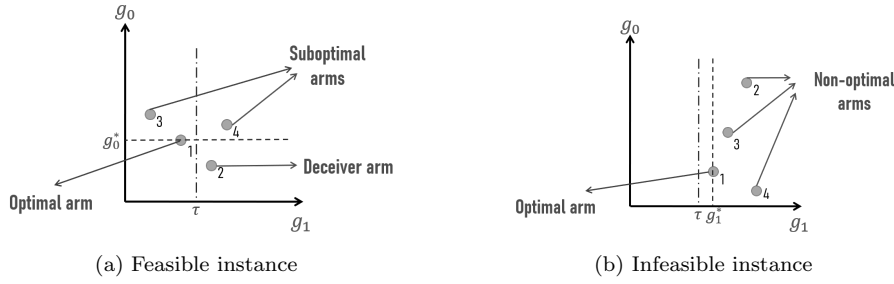 g₀
Suboptimal
arms
3
4
g₀*
1
2
Deceiver arm
Optimal arm
τ
g₁
(a) Feasible instance
g₀
2
Non-optimal
arms
3
1
4
Optimal arm
τ g₁*
g₁
(b) Infeasible instance